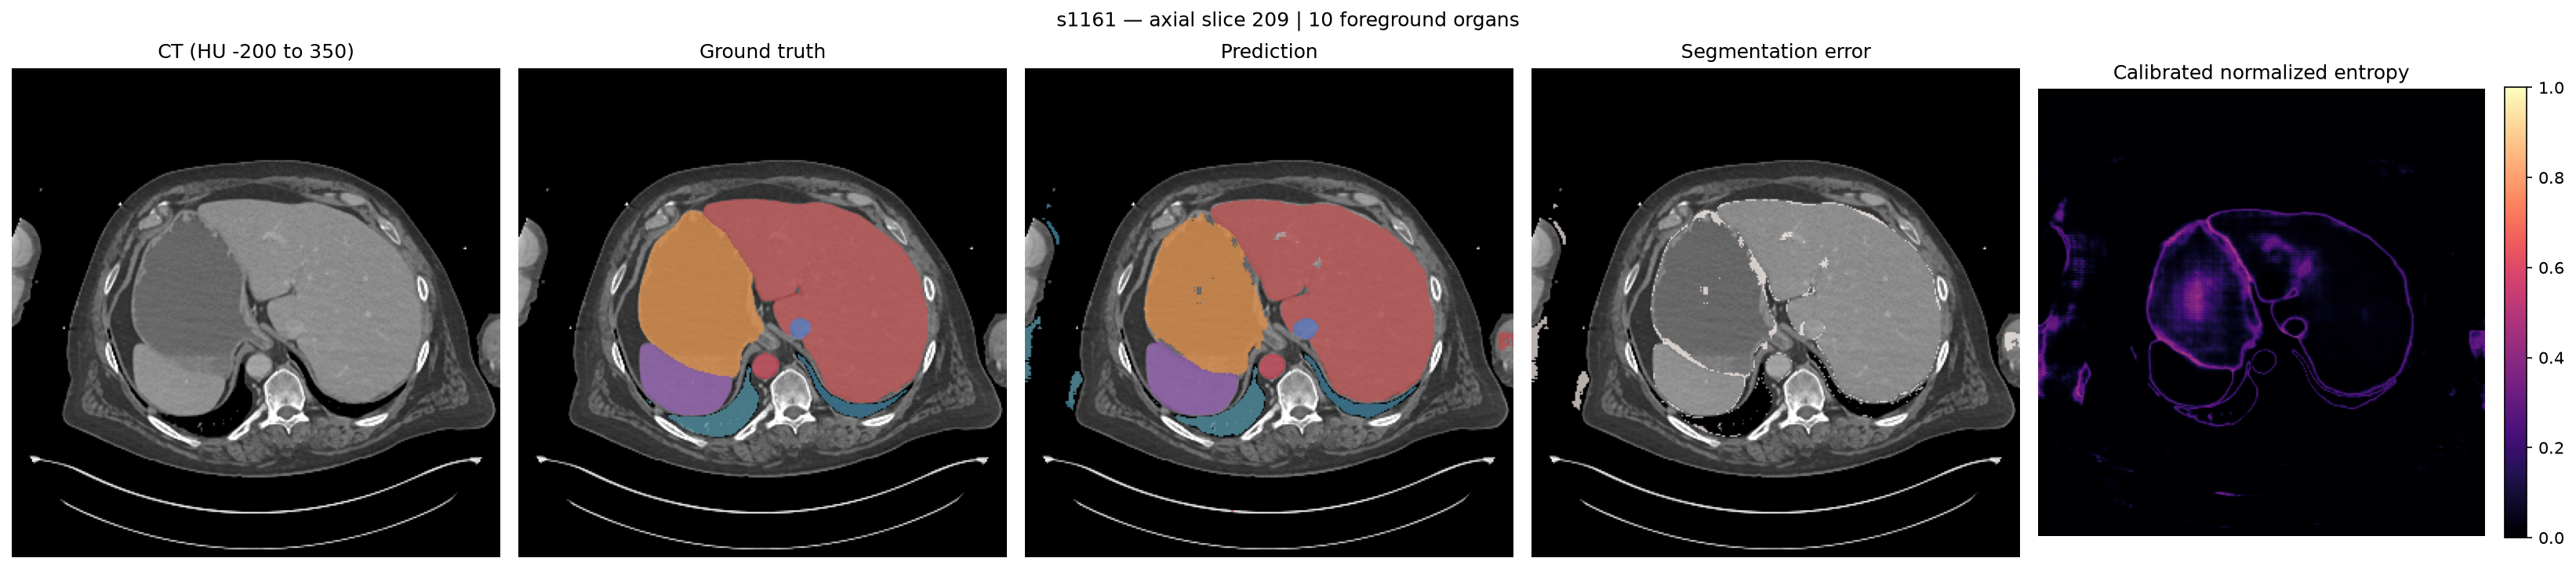 s1161 — axial slice 209 | 10 foreground organs
CT (HU -200 to 350)
Ground truth
Prediction
Segmentation error
Calibrated normalized entropy
1.0
0.8
0.6
0.4
0.2
0.0